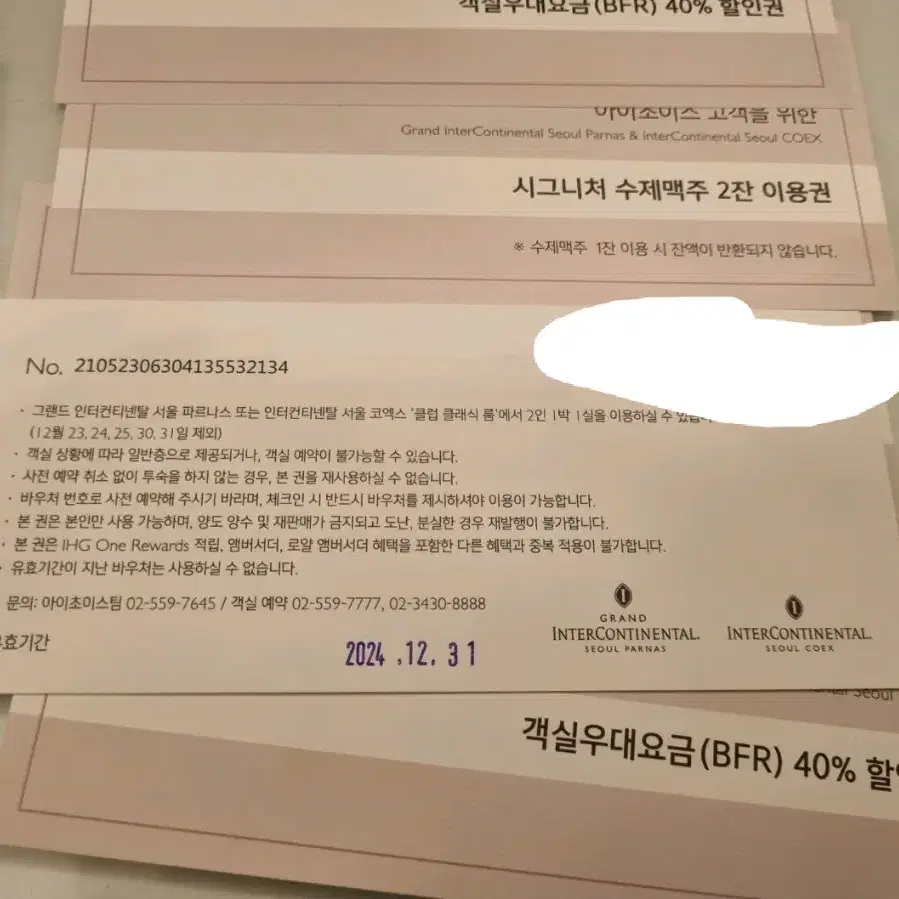 객실우대요금(BFR) 40% 할인권
아이초이스 고객을 위한
Grand InterContinental Seoul Parnas & InterContinental Seoul COEX
시그니처 수제맥주 2잔 이용권
※ 수제맥주 1잔 이용 시 잔액이 반환되지 않습니다.
No. 21052306304135532134
· 그랜드 인터컨티넨탈 서울 파르나스 또는 인터컨티넨탈 서울 코엑스 '클럽 클래식 룸'에서 2인 1박 1실을 이용하실 수
(12월 23, 24, 25, 30, 31일 제외)
· 객실 상황에 따라 일반층으로 제공되거나, 객실 예약이 불가능할 수 있습니다.
· 사전 예약 취소 없이 투숙을 하지 않는 경우, 본 권을 재사용하실 수 없습니다.
· 바우처 번호로 사전 예약해 주시기 바라며, 체크인 시 반드시 바우처를 제시하셔야 이용이 가능합니다.
· 본 권은 본인만 사용 가능하며, 양도 양수 및 재판매가 금지되고 도난, 분실한 경우 재발행이 불가합니다.
· 본 권은 IHG One Rewards 적립, 앰버서더, 로얄 앰버서더 혜택을 포함한 다른 혜택과 중복 적용이 불가합니다.
· 유효기간이 지난 바우처는 사용하실 수 없습니다.
문의: 아이초이스팀 02-559-7645 / 객실 예약 02-559-7777, 02-3430-8888
GRAND
INTERCONTINENTAL.
SEOUL PARNAS
INTERCONTINENTAL.
SEOUL COEX
유효기간
2024 .12. 31
Seoul
객실우대요금(BFR) 40% 할